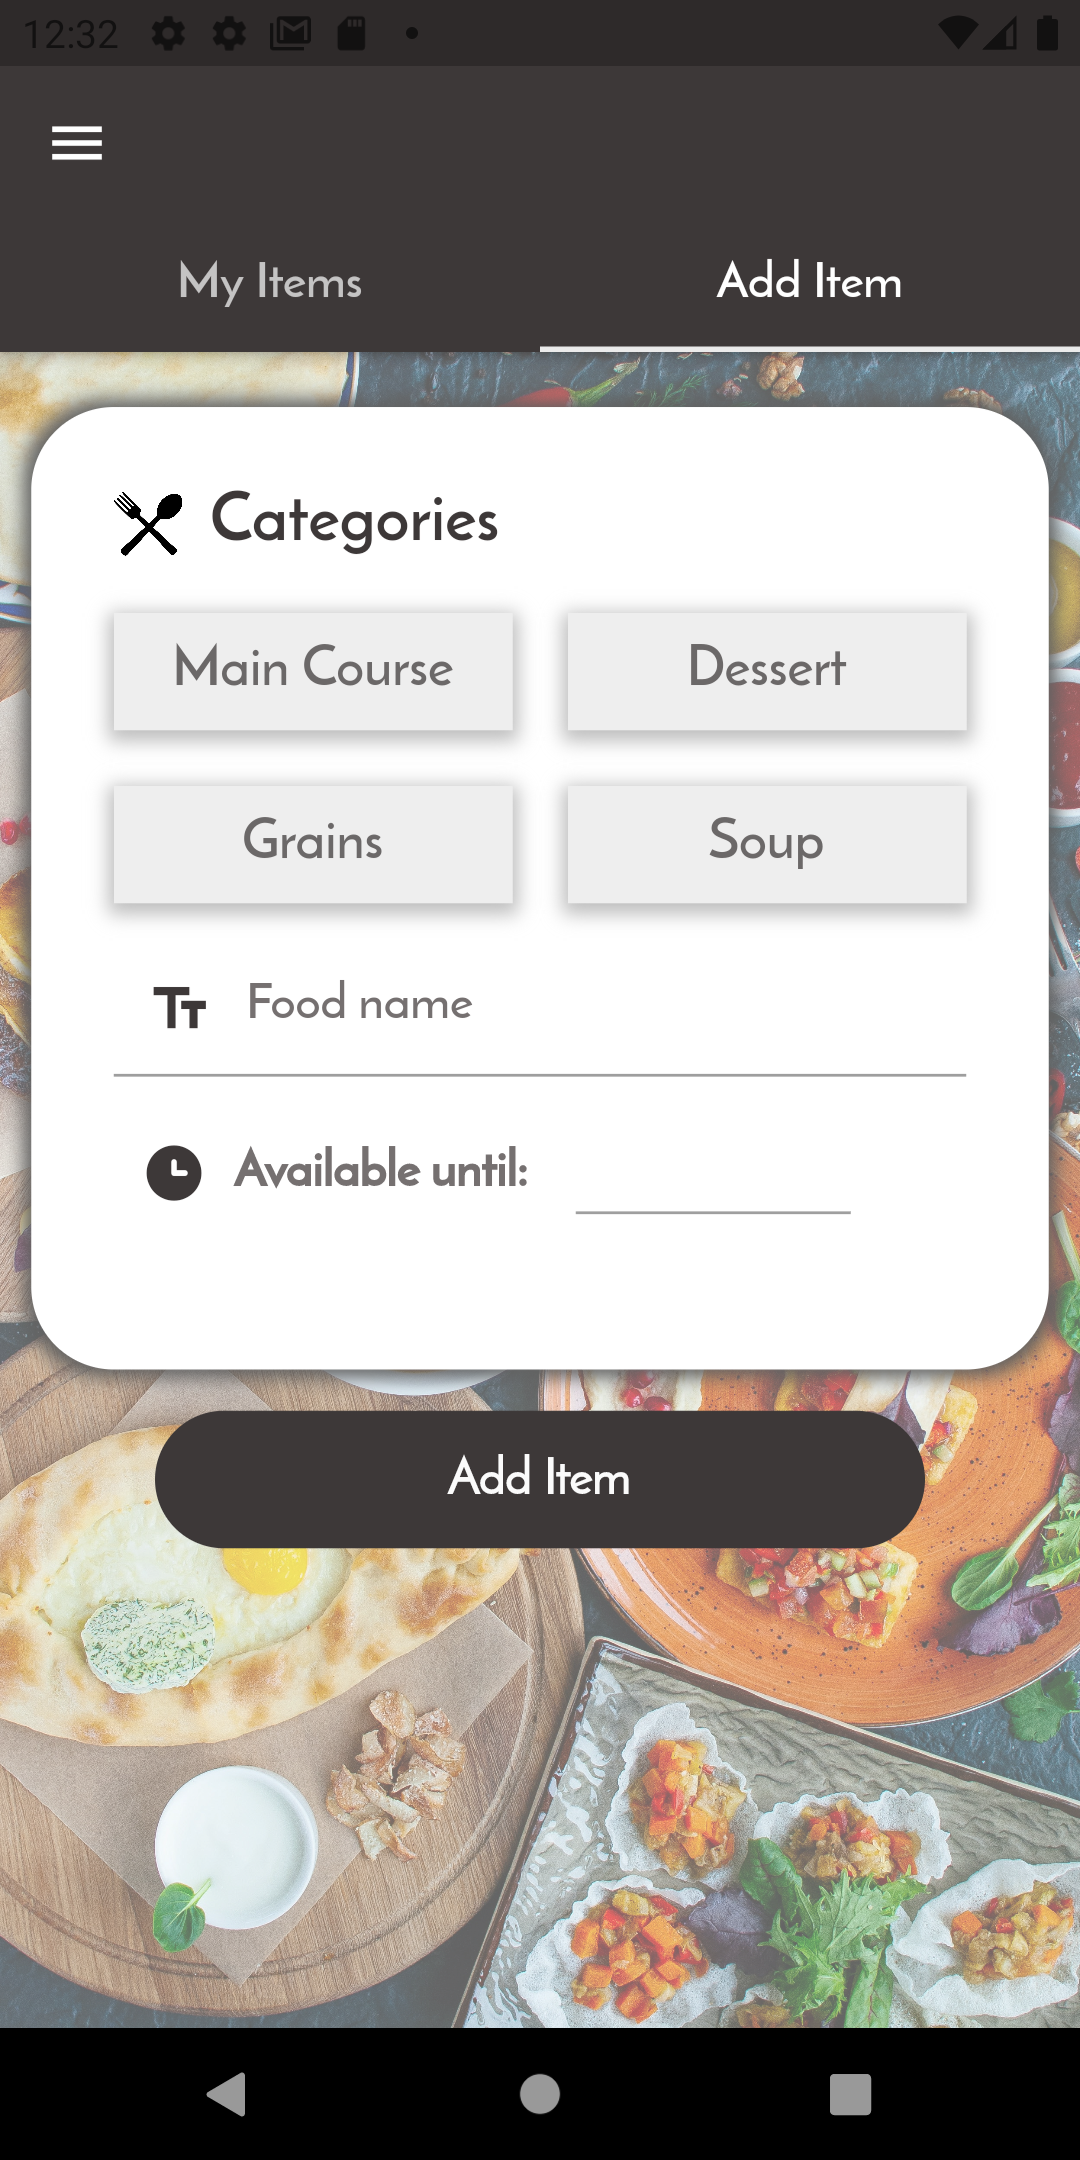 12:32
My Items
Add Item
Categories
Main Course
Dessert
Grains
Soup
Food name
Available until:
Add Item